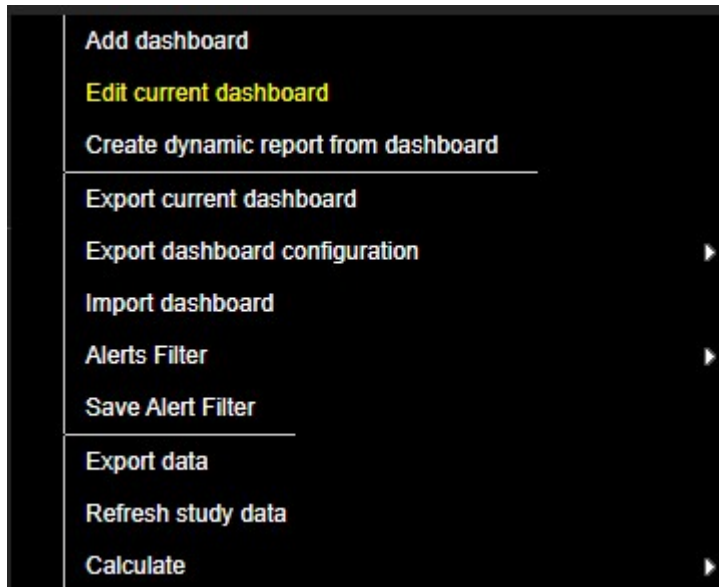 Add dashboard
Edit current dashboard
Create dynamic report from dashboard
Export current dashboard
Export dashboard configuration
Import dashboard
Alerts Filter
Save Alert Filter
Export data
Refresh study data
Calculate